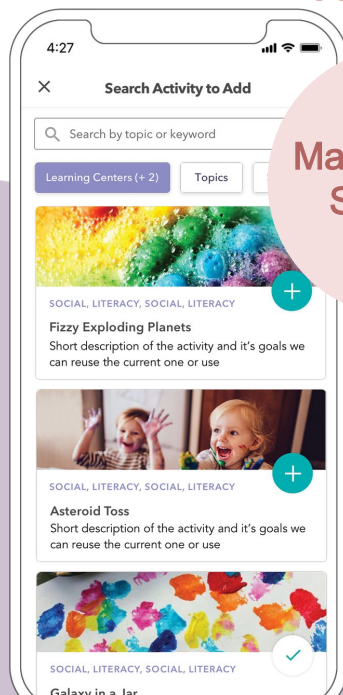 4:27
Search Activity to Add
Search by topic or keyword
Learning Centers (+ 2)
Topics
SOCIAL, LITERACY, SOCIAL, LITERACY
Fizzy Exploding Planets
Short description of the activity and it's goals we
can reuse the current one or use
SOCIAL, LITERACY, SOCIAL, LITERACY
Asteroid Toss
Short description of the activity and it's goals we
can reuse the current one or use
SOCIAL, LITERACY, SOCIAL, LITERACY
Galaxy in a Jar